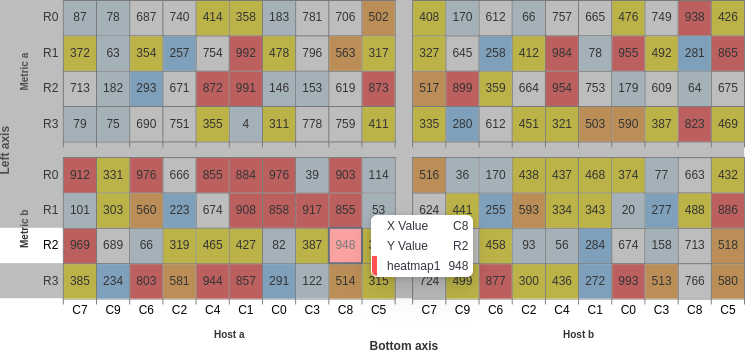 R0 87 78 687 740 414 358 183 781 706 502 408 170 612 66 757 665 476 749 938 426
R1 372 63 354 257 754 992 478 796 563 317 327 645 258 412 984 78 955 492 281 865
Metric a
R2 713 182 293 671 872 991 146 153 619 873 517 899 359 664 954 753 179 609 64 675
R3 79 75 690 751 355 4 311 778 759 411 335 280 612 451 321 503 590 387 823 469
Left axis
R0 912 331 976 666 855 884 976 39 903 114 516 36 170 438 437 468 374 77 663 432
R1 101 303 560 223 674 908 858 917 855 53 624 441 255 593 334 343 20 277 488 886
Metric b
X Value C8
R2 969 689 66 319 465 427 82 387 948 458 93 56 284 674 158 713 518
Y Value R2
heatmap1 948
R3 385 234 803 581 944 857 291 122 514 315 724 499 877 300 436 272 993 513 766 580
C7 C9 C6 C2 C4 C1 C0 C3 C8 C5 C7 C9 C6 C2 C4 C1 C0 C3 C8 C5
Host a Host b
Bottom axis